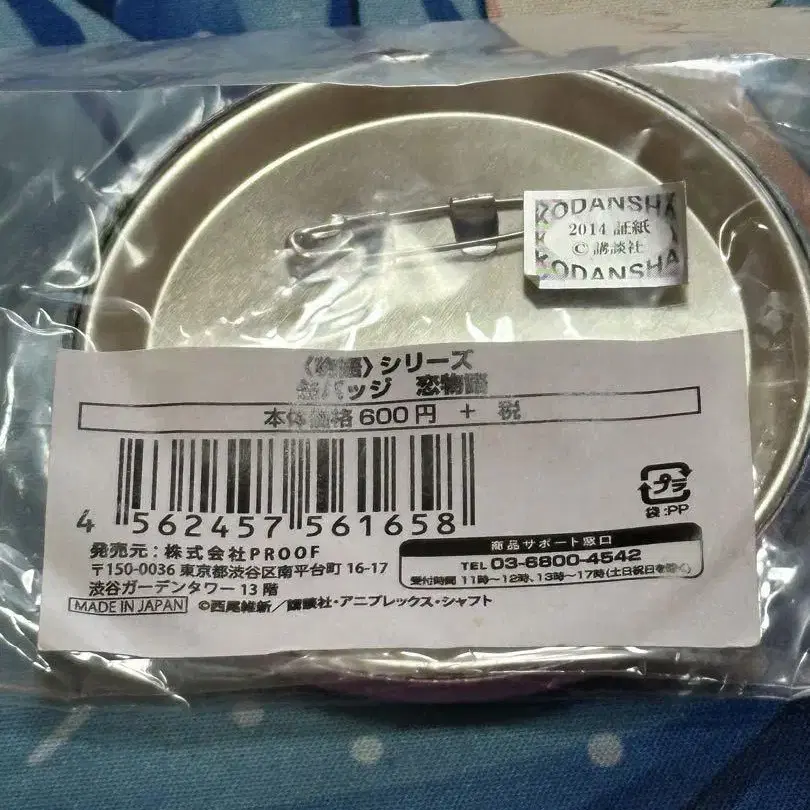 KODANSHA
2014 証紙
©講談社
KODANSHA
〈物語〉シリーズ
缶バッジ 恋物語
本体価格600円 + 税
4 562457 561658
プラ
袋:PP
発売元:株式会社PROOF
〒150-0036 東京都渋谷区南平台町 16-17
渋谷ガーデンタワー 13 階
商品サポート窓口
TEL 03-6800-4542
受付時間 11時~12時、13時~17時(土日祝日を除く)
MADE IN JAPAN ©西尾維新/講談社・アニプレックス・シャフト